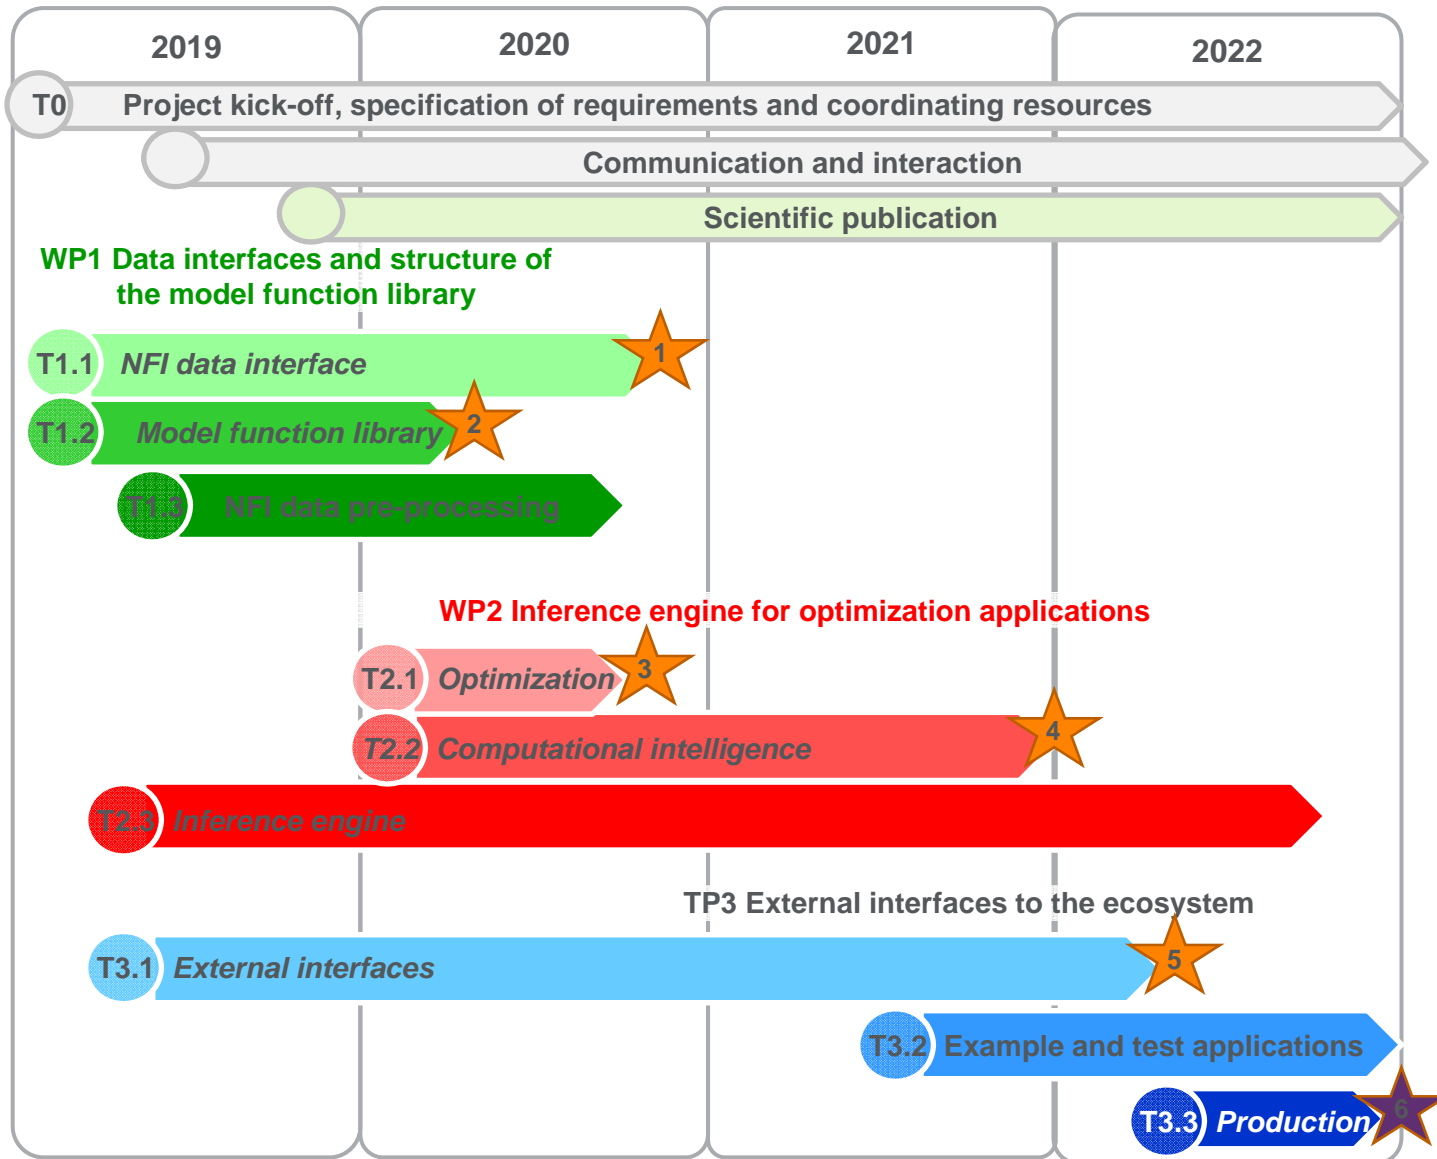 2019
2020
2021
2022
T0 Project kick-off, specification of requirements and coordinating resources
Communication and interaction
Scientific publication
WP1 Data interfaces and structure of
the model function library
T1.1 NFI data interface
1
T1.2 Model function library
2
T1.3 NFI data pre-processing
WP2 Inference engine for optimization applications
T2.1 Optimization
3
T2.2 Computational intelligence
4
T2.3 Inference engine
TP3 External interfaces to the ecosystem
T3.1 External interfaces
5
T3.2 Example and test applications
T3.3 Production
6